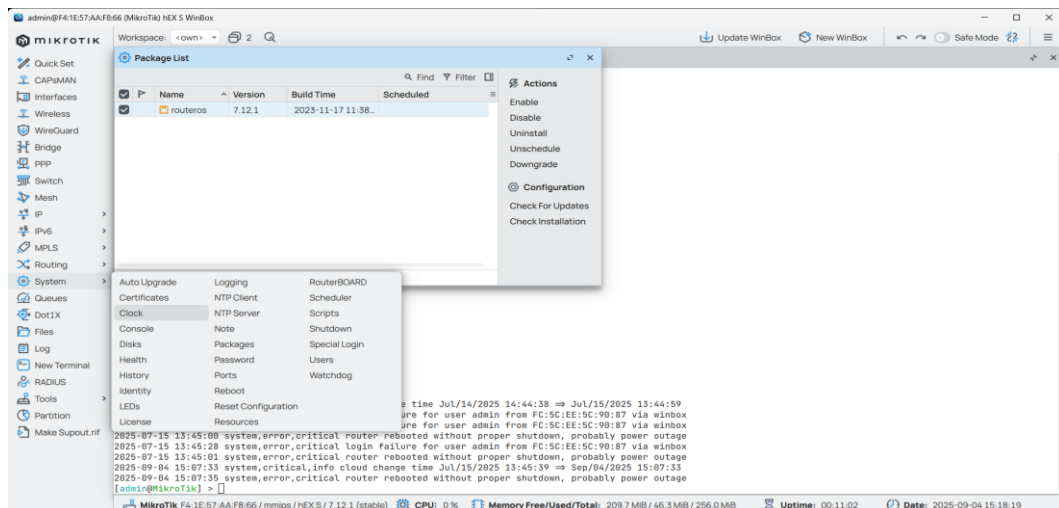 admin@F4:1E:57:AA:F8:66 (MikroTik) hEX S WinBox
MIKROTIK
Workspace: <own> 2
Update WinBox New WinBox Safe Mode
Quick Set
CAPsMAN
Interfaces
Wireless
WireGuard
Bridge
PPP
Switch
Mesh
IP
IPv6
MPLS
Routing
System
Queues
Dot1X
Files
Log
New Terminal
RADIUS
Tools
Partition
Make Supout.rif
Package List
Find Filter
Name Version Build Time Scheduled
routeros 7.12.1 2023-11-17 11:38...
Actions
Enable
Disable
Uninstall
Unschedule
Downgrade
Configuration
Check For Updates
Check Installation
Auto Upgrade Logging RouterBOARD
Certificates NTP Client Scheduler
Clock NTP Server Scripts
Console Note Shutdown
Disks Packages Special Login
Health Password Users
History Ports Watchdog
Identity Reboot
LEDs Reset Configuration
License Resources
e time Jul/14/2025 14:44:38 => Jul/15/2025 13:44:59
ure for user admin from FC:5C:EE:5C:90:87 via winbox
ure for user admin from FC:5C:EE:5C:90:87 via winbox
2025-07-15 13:45:00 system,error,critical router rebooted without proper shutdown, probably power outage
2025-07-15 13:45:28 system,error,critical login failure for user admin from FC:5C:EE:5C:90:87 via winbox
2025-07-15 13:45:01 system,error,critical router rebooted without proper shutdown, probably power outage
2025-09-04 15:07:33 system,critical,info cloud change time Jul/15/2025 13:45:39 => Sep/04/2025 15:07:33
2025-09-04 15:07:35 system,error,critical router rebooted without proper shutdown, probably power outage
[admin@MikroTik] >
MikroTik F4:1E:57:AA:F8:66 / mmips / hEX S / 7.12.1 (stable) CPU: 0 % Memory Free/Used/Total: 209.7 MiB / 46.3 MiB / 256.0 MiB Uptime: 00:11:02 Date: 2025-09-04 15:18:19